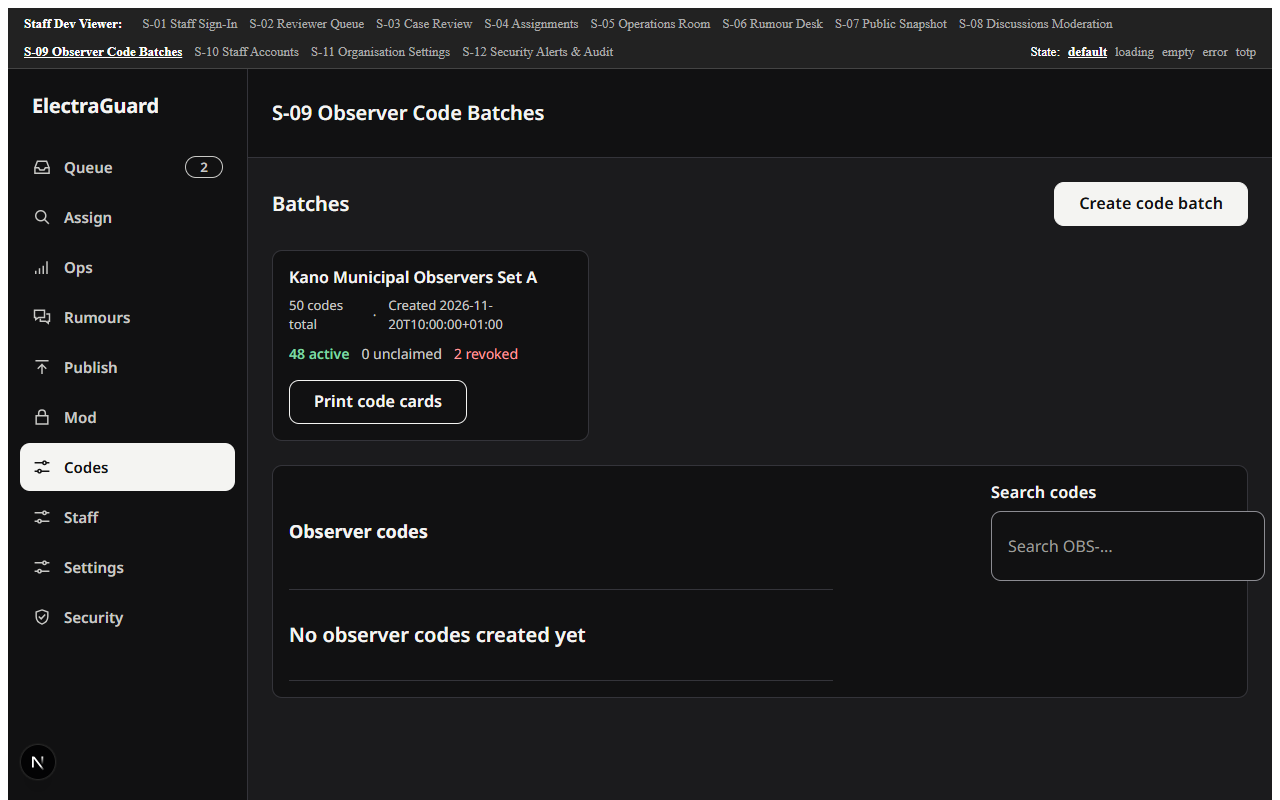 Staff Dev Viewer: S-01 Staff Sign-In S-02 Reviewer Queue S-03 Case Review S-04 Assignments S-05 Operations Room S-06 Rumour Desk S-07 Public Snapshot S-08 Discussions Moderation
S-09 Observer Code Batches S-10 Staff Accounts S-11 Organisation Settings S-12 Security Alerts & Audit State: default loading empty error totp
ElectraGuard
Queue 2
Assign
Ops
Rumours
Publish
Mod
Codes
Staff
Settings
Security
N
S-09 Observer Code Batches
Batches
Create code batch
Kano Municipal Observers Set A
50 codes total · Created 2026-11-20T10:00:00+01:00
48 active 0 unclaimed 2 revoked
Print code cards
Observer codes
Search codes
Search OBS-...
No observer codes created yet